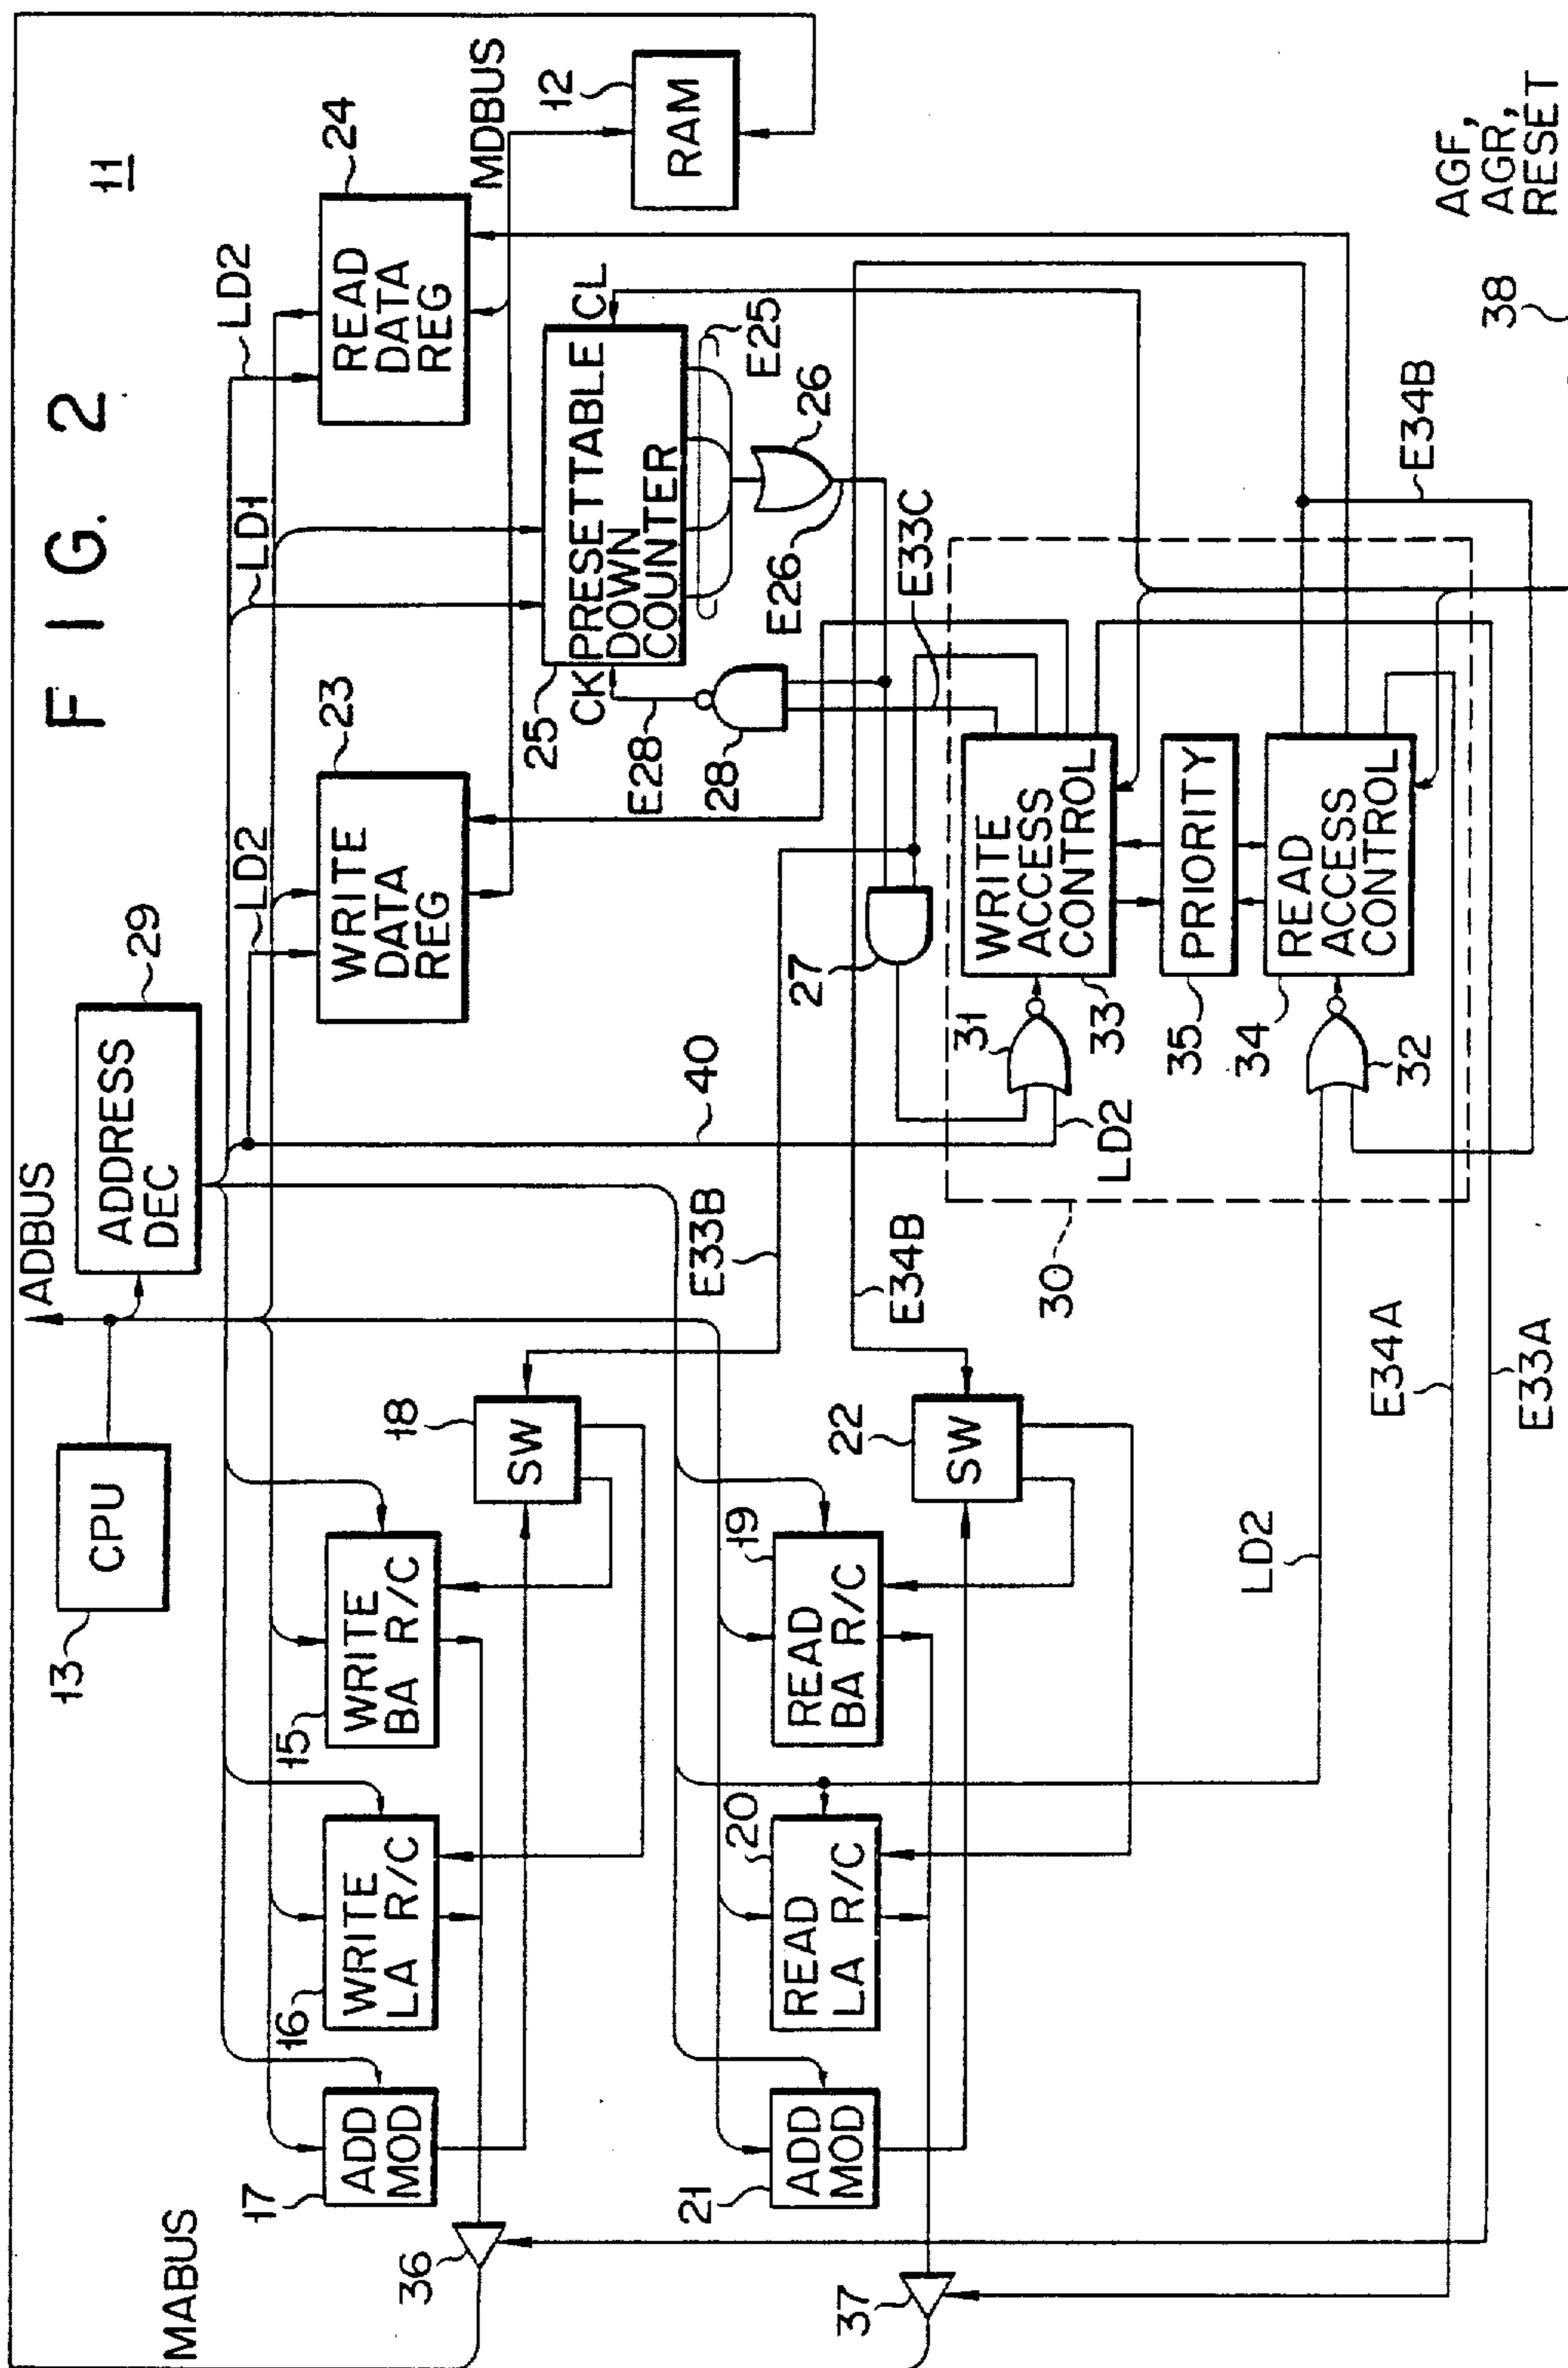 FIG. 2
11
ADBUS
MABUS
MDBUS
13
CPU
29
ADDRESS
DEC
LD2
LD1
LD2
24
READ
DATA
REG
23
WRITE
DATA
REG
12
RAM
17
ADD
MOD
16
WRITE
LA R/C
15
WRITE
BA R/C
18
SW
36
25
CK
PRESETTABLE
DOWN
COUNTER
CL
E25
26
E26
E28
28
E33C
27
40
E33B
E34B
21
ADD
MOD
20
READ
LA R/C
19
READ
BA R/C
22
SW
37
30
31
LD2
33
WRITE
ACCESS
CONTROL
35
PRIORITY
34
READ
ACCESS
CONTROL
32
LD2
E34B
E34A
E33A
38
AGF,
AGR,
RESET